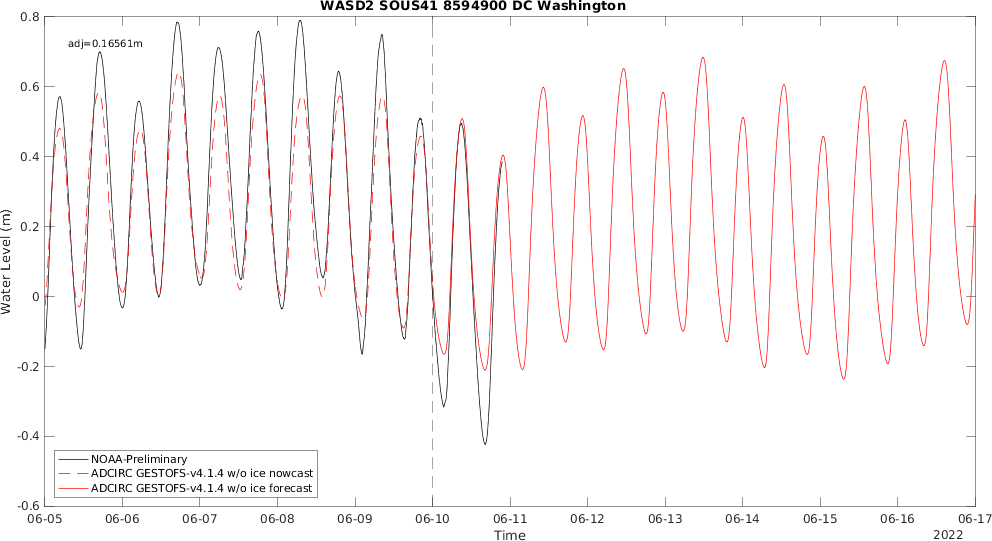 WASD2 SOUS41 8594900 DC Washington
adj=0.16561m
0.8
0.6
0.4
0.2
0
-0.2
-0.4
-0.6
Water Level (m)
NOAA-Preliminary
ADCIRC GESTOFS-v4.1.4 w/o ice nowcast
ADCIRC GESTOFS-v4.1.4 w/o ice forecast
06-05 06-06 06-07 06-08 06-09 06-10 06-11 06-12 06-13 06-14 06-15 06-16 06-17
Time
2022